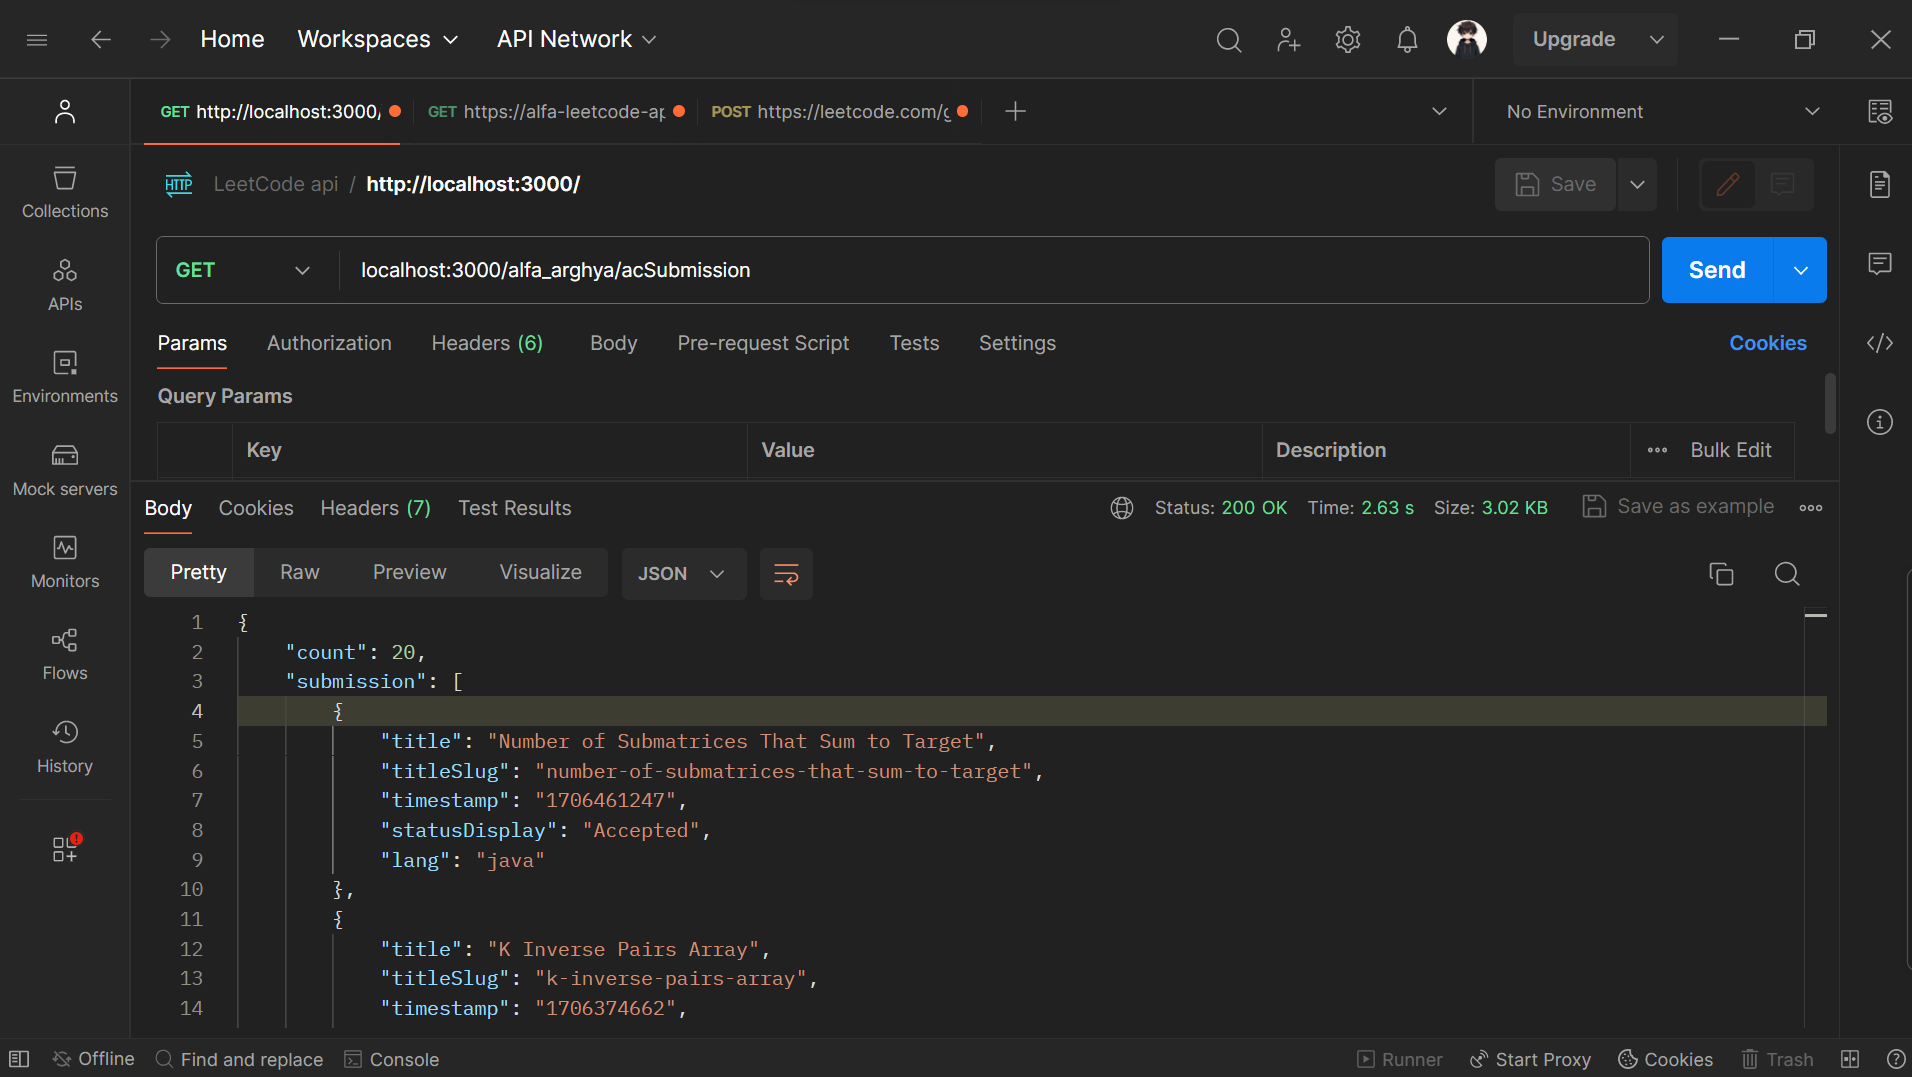 Home Workspaces API Network Upgrade
GET http://localhost:3000/ GET https://alfa-leetcode-ap POST https://leetcode.com/g No Environment
HTTP LeetCode api / http://localhost:3000/ Save
GET localhost:3000/alfa_arghya/acSubmission Send
Params Authorization Headers (6) Body Pre-request Script Tests Settings Cookies
Query Params
Key Value Description Bulk Edit
Body Cookies Headers (7) Test Results Status: 200 OK Time: 2.63 s Size: 3.02 KB Save as example
Pretty Raw Preview Visualize JSON
1 {
2 "count": 20,
3 "submission": [
4 {
5 "title": "Number of Submatrices That Sum to Target",
6 "titleSlug": "number-of-submatrices-that-sum-to-target",
7 "timestamp": "1706461247",
8 "statusDisplay": "Accepted",
9 "lang": "java"
10 },
11 {
12 "title": "K Inverse Pairs Array",
13 "titleSlug": "k-inverse-pairs-array",
14 "timestamp": "1706374662",
Collections
APIs
Environments
Mock servers
Monitors
Flows
History
Offline Find and replace Console Runner Start Proxy Cookies Trash